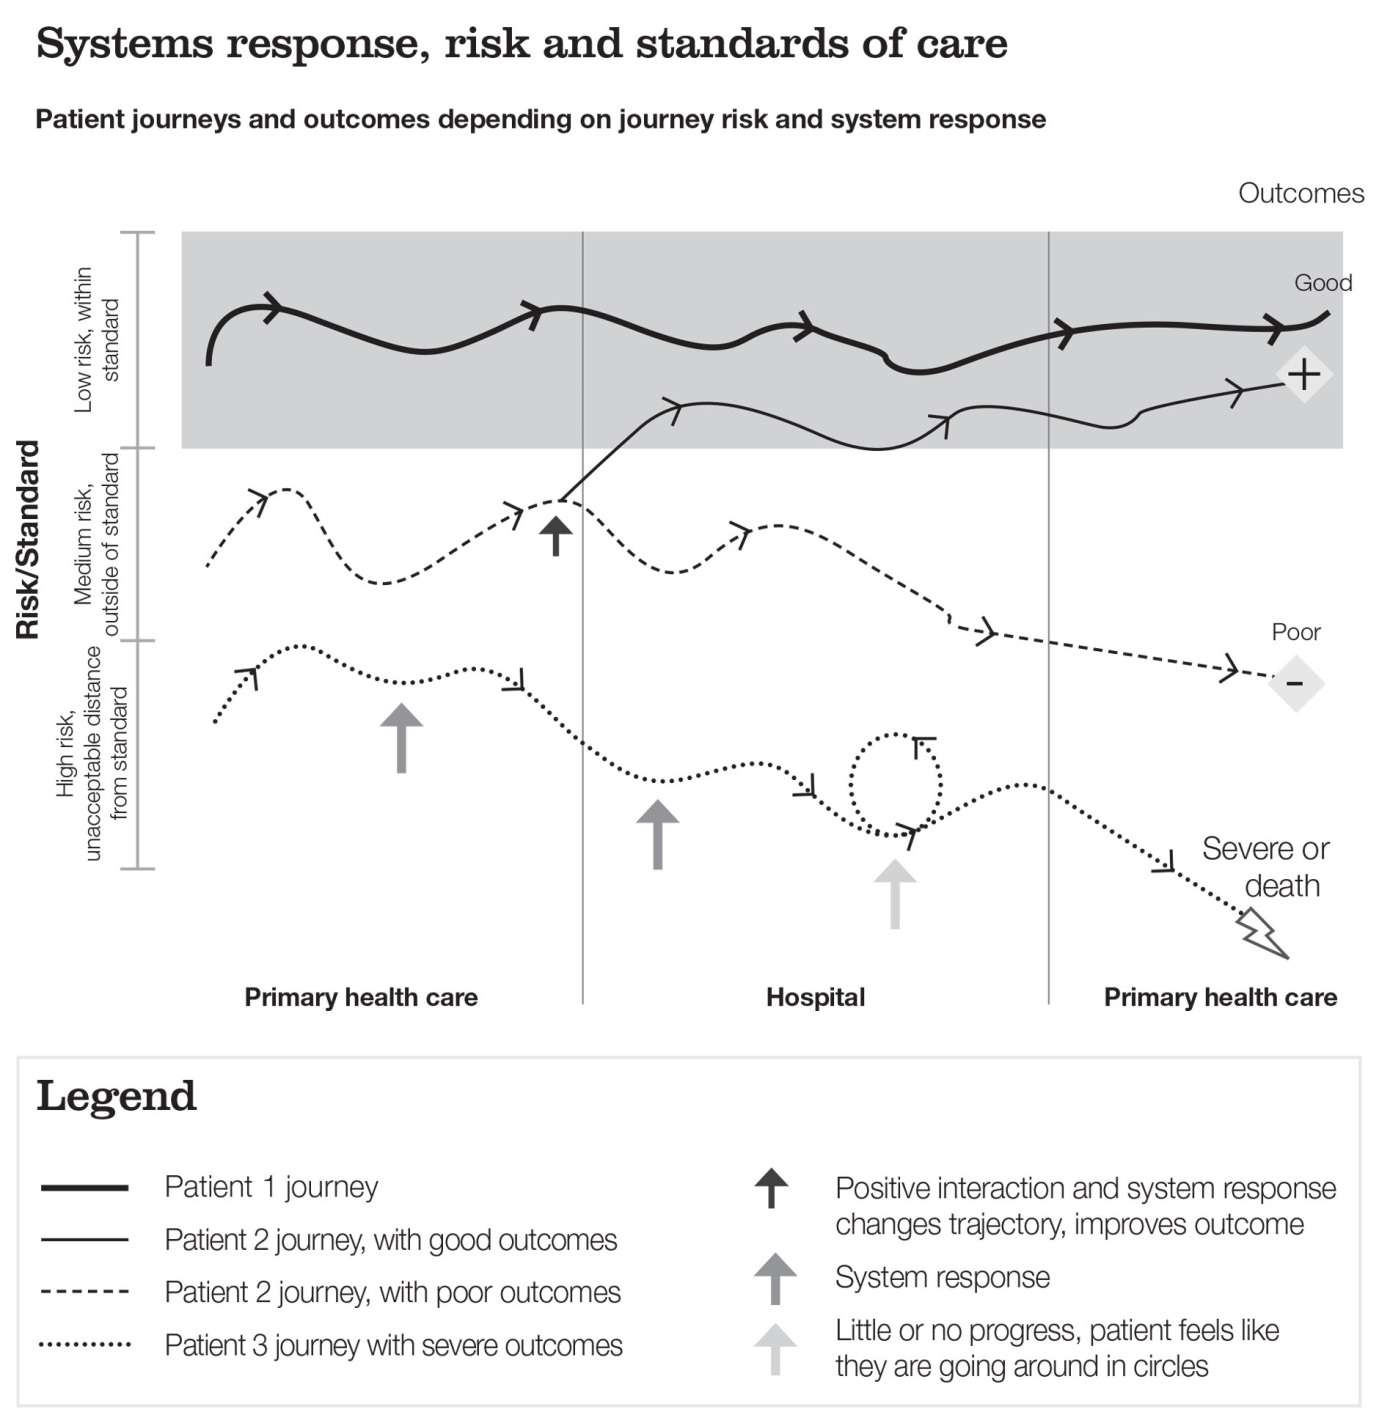 Systems response, risk and standards of care
Patient journeys and outcomes depending on journey risk and system response
Outcomes
Risk/Standard
Low risk, within
standard
Good
+
Medium risk,
outside of standard
Poor
-
High risk,
unacceptable distance
from standard
Severe or
death
Primary health care
Hospital
Primary health care
Legend
Patient 1 journey
Patient 2 journey, with good outcomes
Patient 2 journey, with poor outcomes
Patient 3 journey with severe outcomes
Positive interaction and system response
changes trajectory, improves outcome
System response
Little or no progress, patient feels like
they are going around in circles